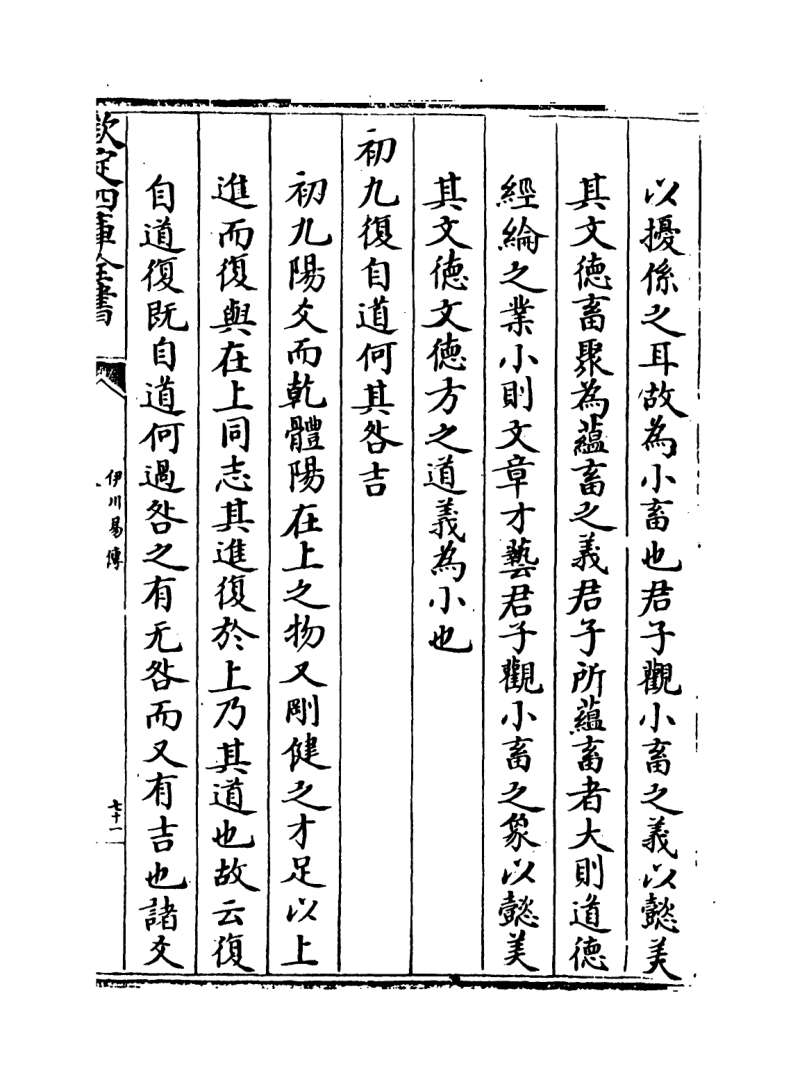 以擾係之耳故為小畜也君子觀小畜之義以懿美
其文德畜聚為蘊畜之義君子所蘊畜者大則道德
經綸之業小則文章才藝君子觀小畜之象以懿美
其文德文德方之道義為小也
初九復自道何其咎吉
初九陽爻而乾體陽在上之物又剛健之才足以上
進而復與在上同志其進復於上乃其道也故云復
自道復既自道何過咎之有无咎而又有吉也諸爻
欽定四庫全書
伊川易傳
七十一